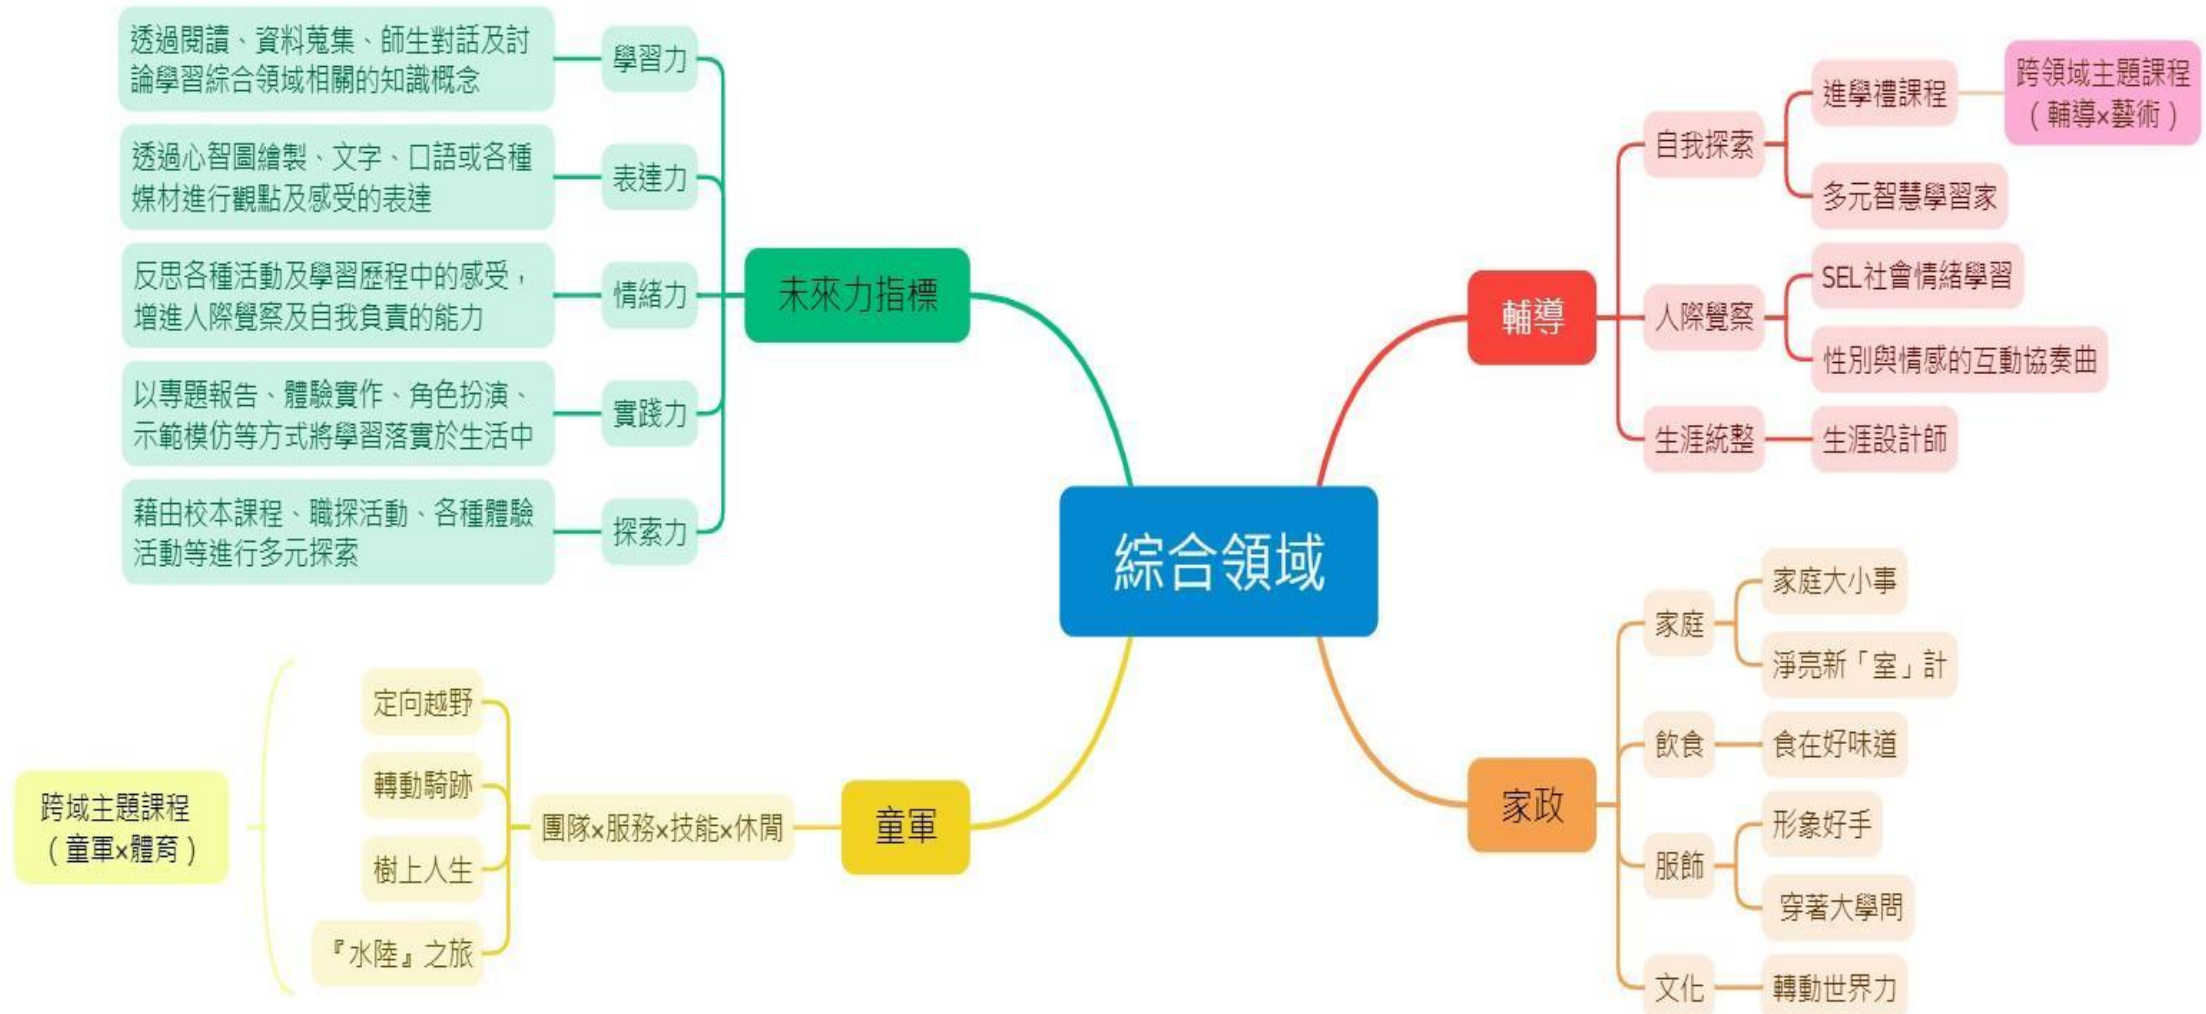 綜合領域
未來力指標
學習力
透過閱讀、資料蒐集、師生對話及討
論學習綜合領域相關的知識概念
表達力
透過心智圖繪製、文字、口語或各種
媒材進行觀點及感受的表達
情緒力
反思各種活動及學習歷程中的感受，
增進人際覺察及自我負責的能力
實踐力
以專題報告、體驗實作、角色扮演、
示範模仿等方式將學習落實於生活中
探索力
藉由校本課程、職探活動、各種體驗
活動等進行多元探索
輔導
自我探索
進學禮課程
跨領域主題課程
（輔導×藝術）
多元智慧學習家
人際覺察
SEL社會情緒學習
性別與情感的互動協奏曲
生涯統整
生涯設計師
童軍
團隊×服務×技能×休閒
定向越野
轉動騎跡
樹上人生
『水陸』之旅
跨域主題課程
（童軍×體育）
家政
家庭
家庭大小事
淨亮新「室」計
飲食
食在好味道
服飾
形象好手
穿著大學問
文化
轉動世界力